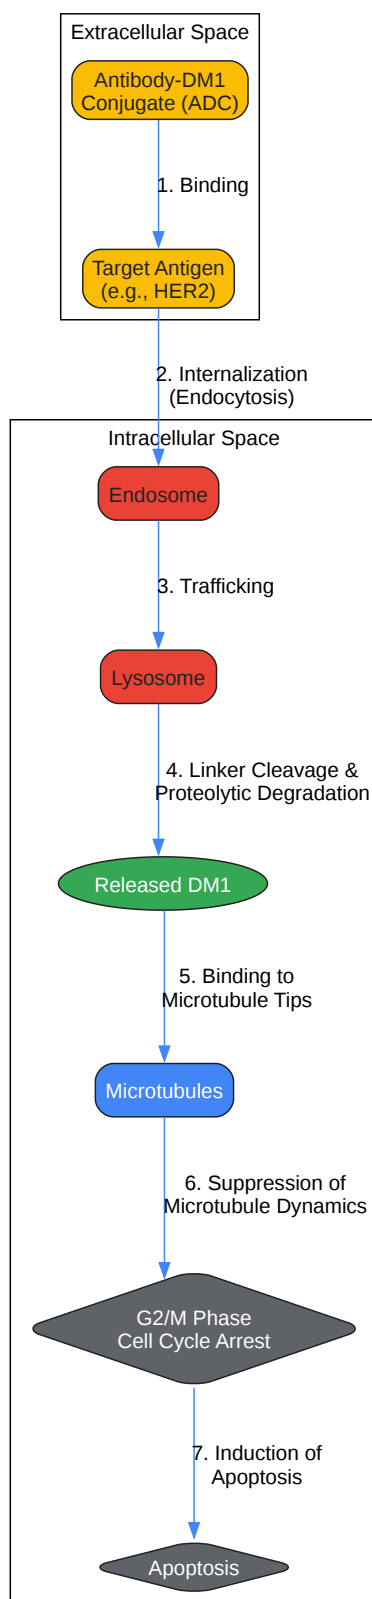 Extracellular Space
Antibody-DM1
Conjugate (ADC)
1. Binding
Target Antigen
(e.g., HER2)
2. Internalization
(Endocytosis)
Intracellular Space
Endosome
3. Trafficking
Lysosome
4. Linker Cleavage &
Proteolytic Degradation
Released DM1
5. Binding to
Microtubule Tips
Microtubules
6. Suppression of
Microtubule Dynamics
G2/M Phase
Cell Cycle Arrest
7. Induction of
Apoptosis
Apoptosis